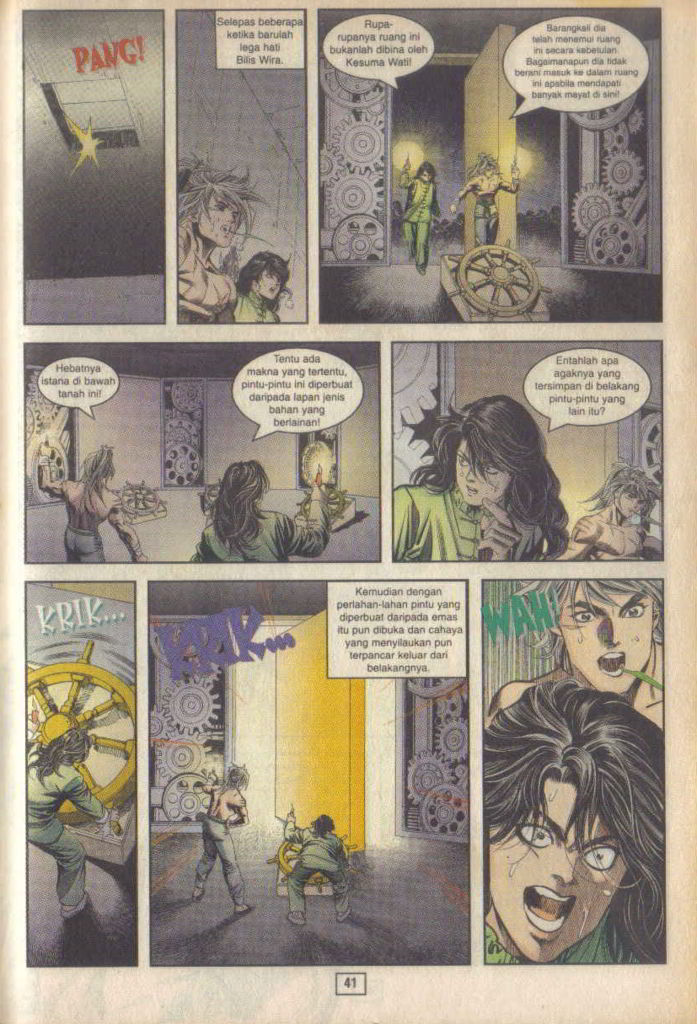 PANG!
Selepas beberapa
ketika barulah
lega hati
Bilis Wira.
Rupa-
rupanya ruang ini
bukanlah dibina oleh
Kesuma Wati!
Barangkali dia
telah menemui ruang
ini secara kebetulan.
Bagaimanapun dia tidak
berani masuk ke dalam ruang
ini apabila mendapati
banyak mayat di sini!
Hebatnya
istana di bawah
tanah ini!
Tentu ada
makna yang tertentu,
pintu-pintu ini diperbuat
daripada lapan jenis
bahan yang
berlainan!
Entahlah apa
agaknya yang
tersimpan di belakang
pintu-pintu yang
lain itu?
KRIK...
KRIK...
Kemudian dengan
perlahan-lahan pintu yang
diperbuat daripada emas
itu pun dibuka dan cahaya
yang menyilaukan pun
terpancar keluar dari
belakangnya.
WAH!
41